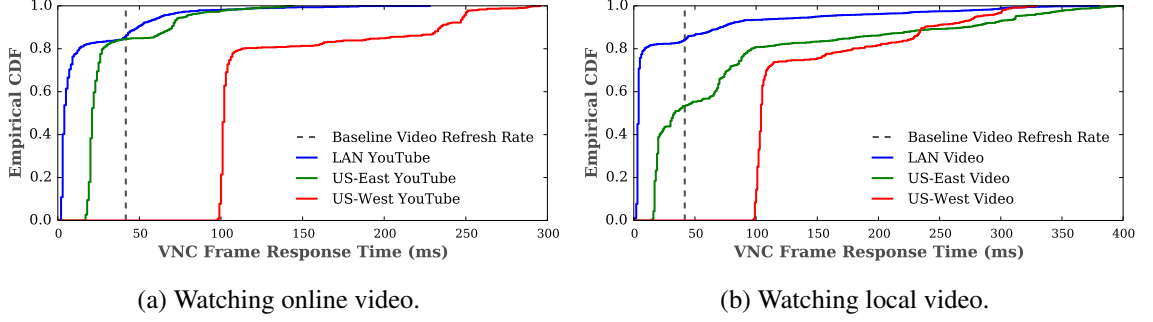 1.0
0.8
0.6
0.4
0.2
0.0
Empirical CDF
0 50 100 150 200 250 300
VNC Frame Response Time (ms)
Baseline Video Refresh Rate
LAN YouTube
US-East YouTube
US-West YouTube
(a) Watching online video.
1.0
0.8
0.6
0.4
0.2
0.0
Empirical CDF
0 50 100 150 200 250 300 350 400
VNC Frame Response Time (ms)
Baseline Video Refresh Rate
LAN Video
US-East Video
US-West Video
(b) Watching local video.